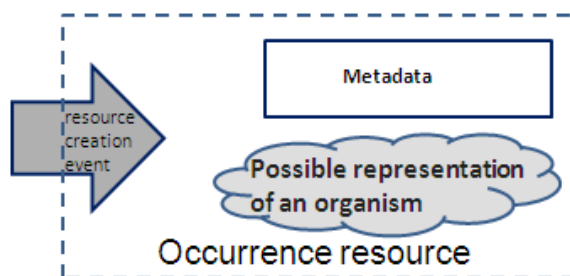 Metadata
resource
creation
event
Possible representation
of an organism
Occurrence resource